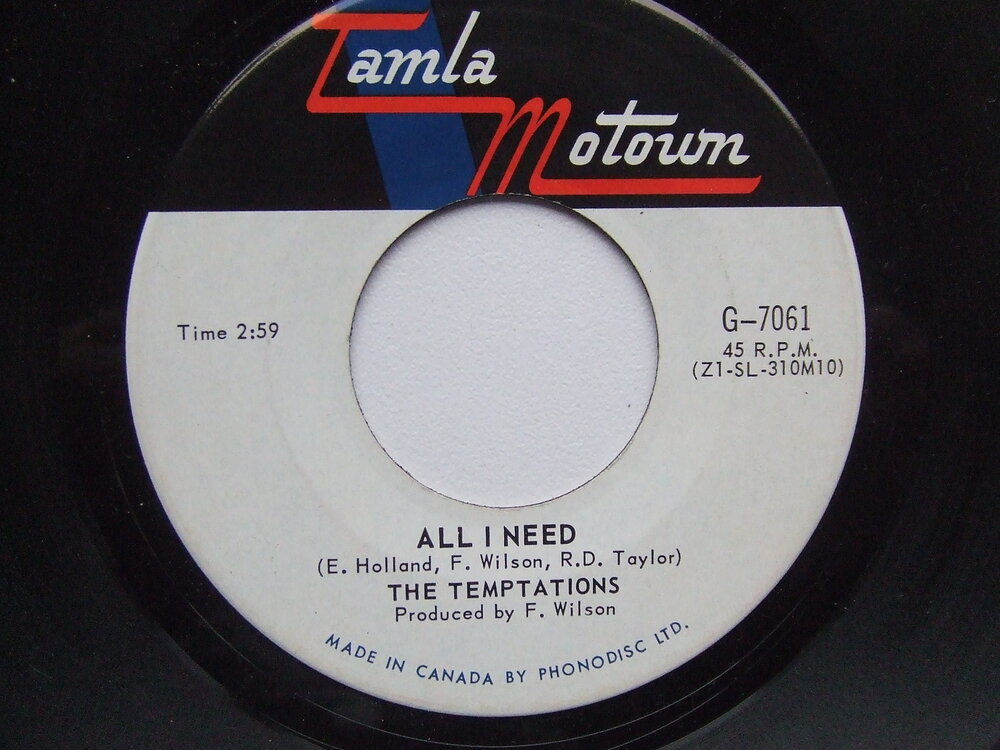 Tamla
Motown
Time 2:59
G-7061
45 R.P.M.
(Z1-SL-310M10)
ALL I NEED
(E. Holland, F. Wilson, R.D. Taylor)
THE TEMPTATIONS
Produced by F. Wilson
MADE IN CANADA BY PHONODISC LTD.